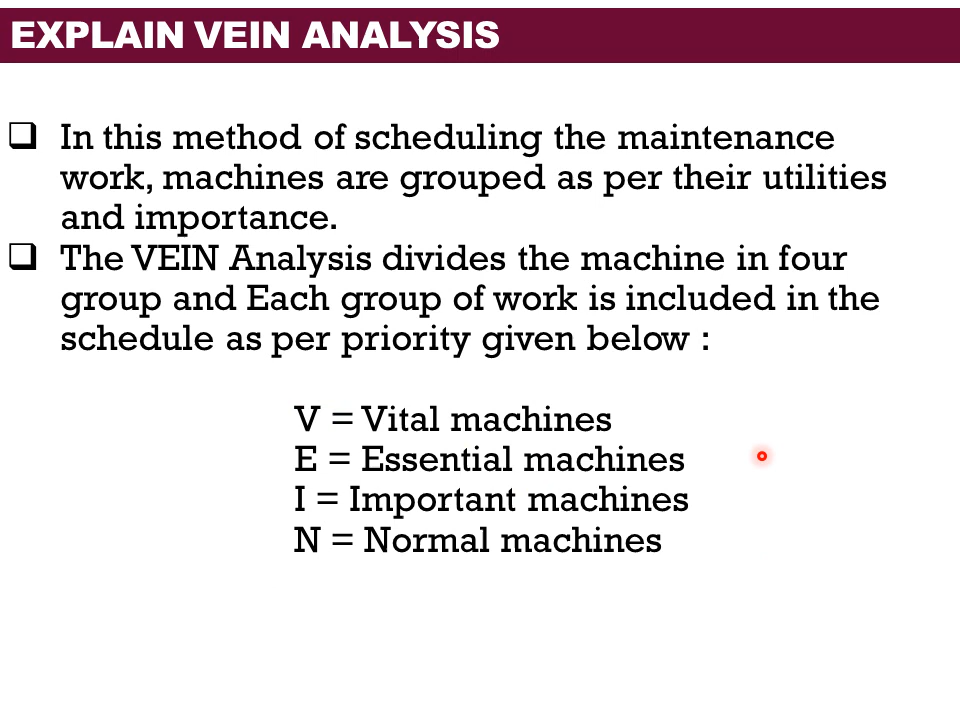 EXPLAIN VEIN ANALYSIS
In this method of scheduling the maintenance
work, machines are grouped as per their utilities
and importance.
The VEIN Analysis divides the machine in four
group and Each group of work is included in the
schedule as per priority given below :
V = Vital machines
E = Essential machines
I = Important machines
N = Normal machines